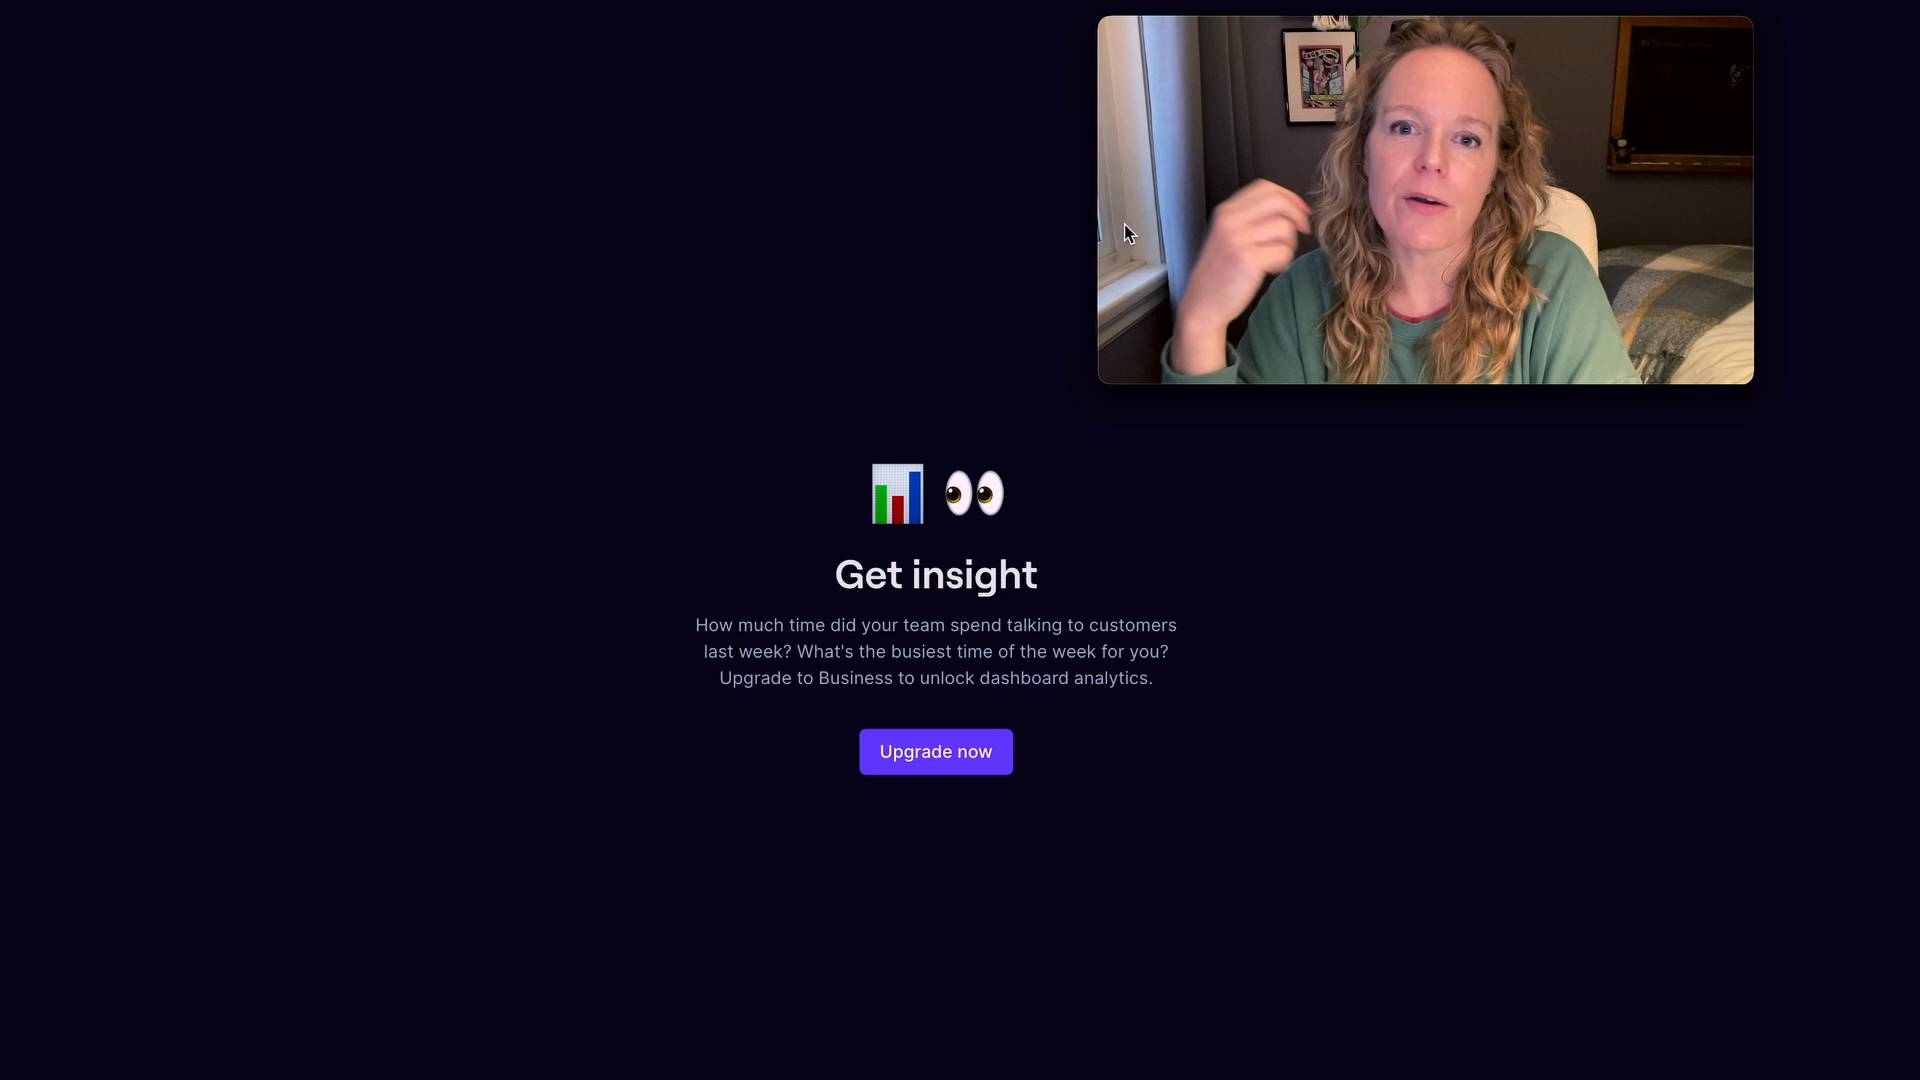 Get insight
How much time did your team spend talking to customers
last week? What's the busiest time of the week for you?
Upgrade to Business to unlock dashboard analytics.
Upgrade now